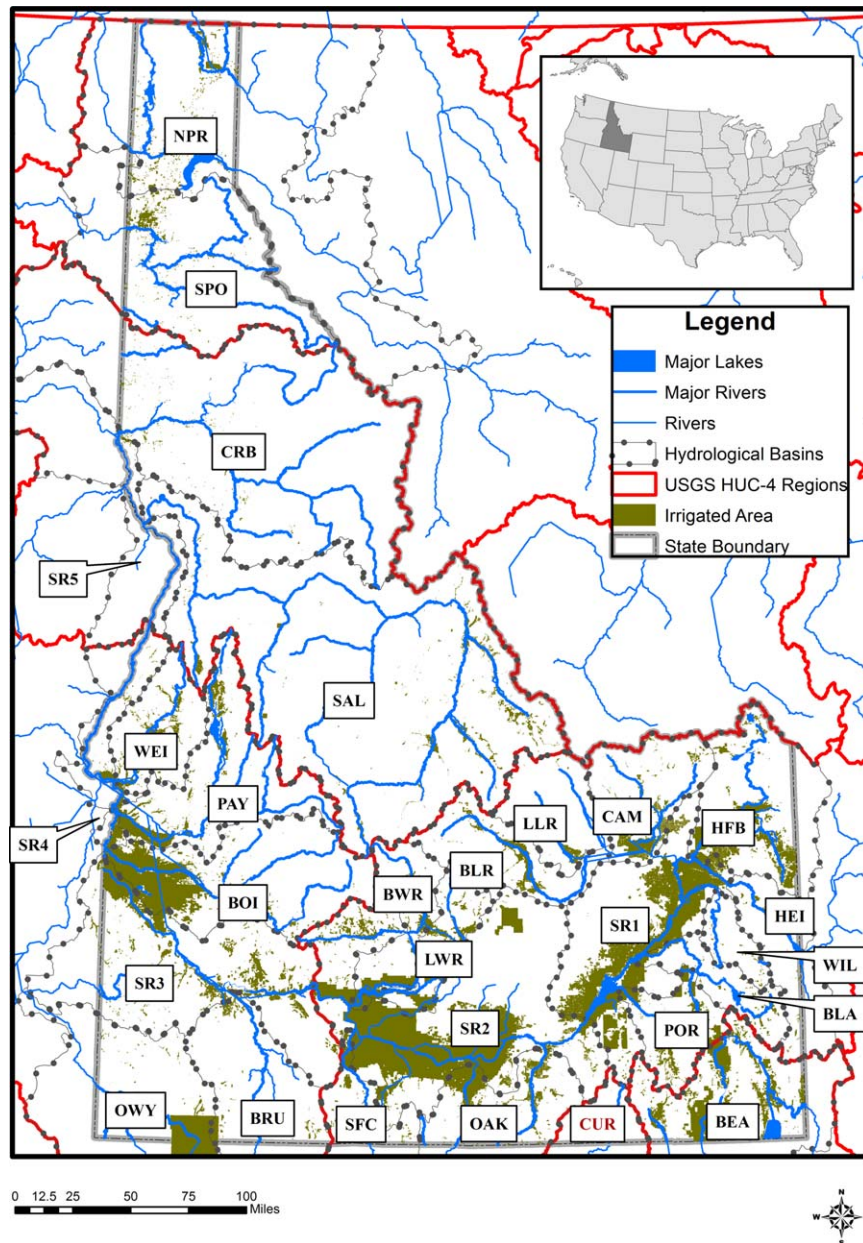 NPR
SPO
Legend
Major Lakes
Major Rivers
Rivers
Hydrological Basins
USGS HUC-4 Regions
Irrigated Area
State Boundary
CRB
SR5
SAL
WEI
PAY
LLR
CAM
HFB
SR4
BLR
BOI
BWR
HEI
SR1
LWR
WIL
SR3
BLA
SR2
POR
OWY
BRU
SFC
OAK
CUR
BEA
0 12.5 25 50 75 100
Miles
N
W E
S